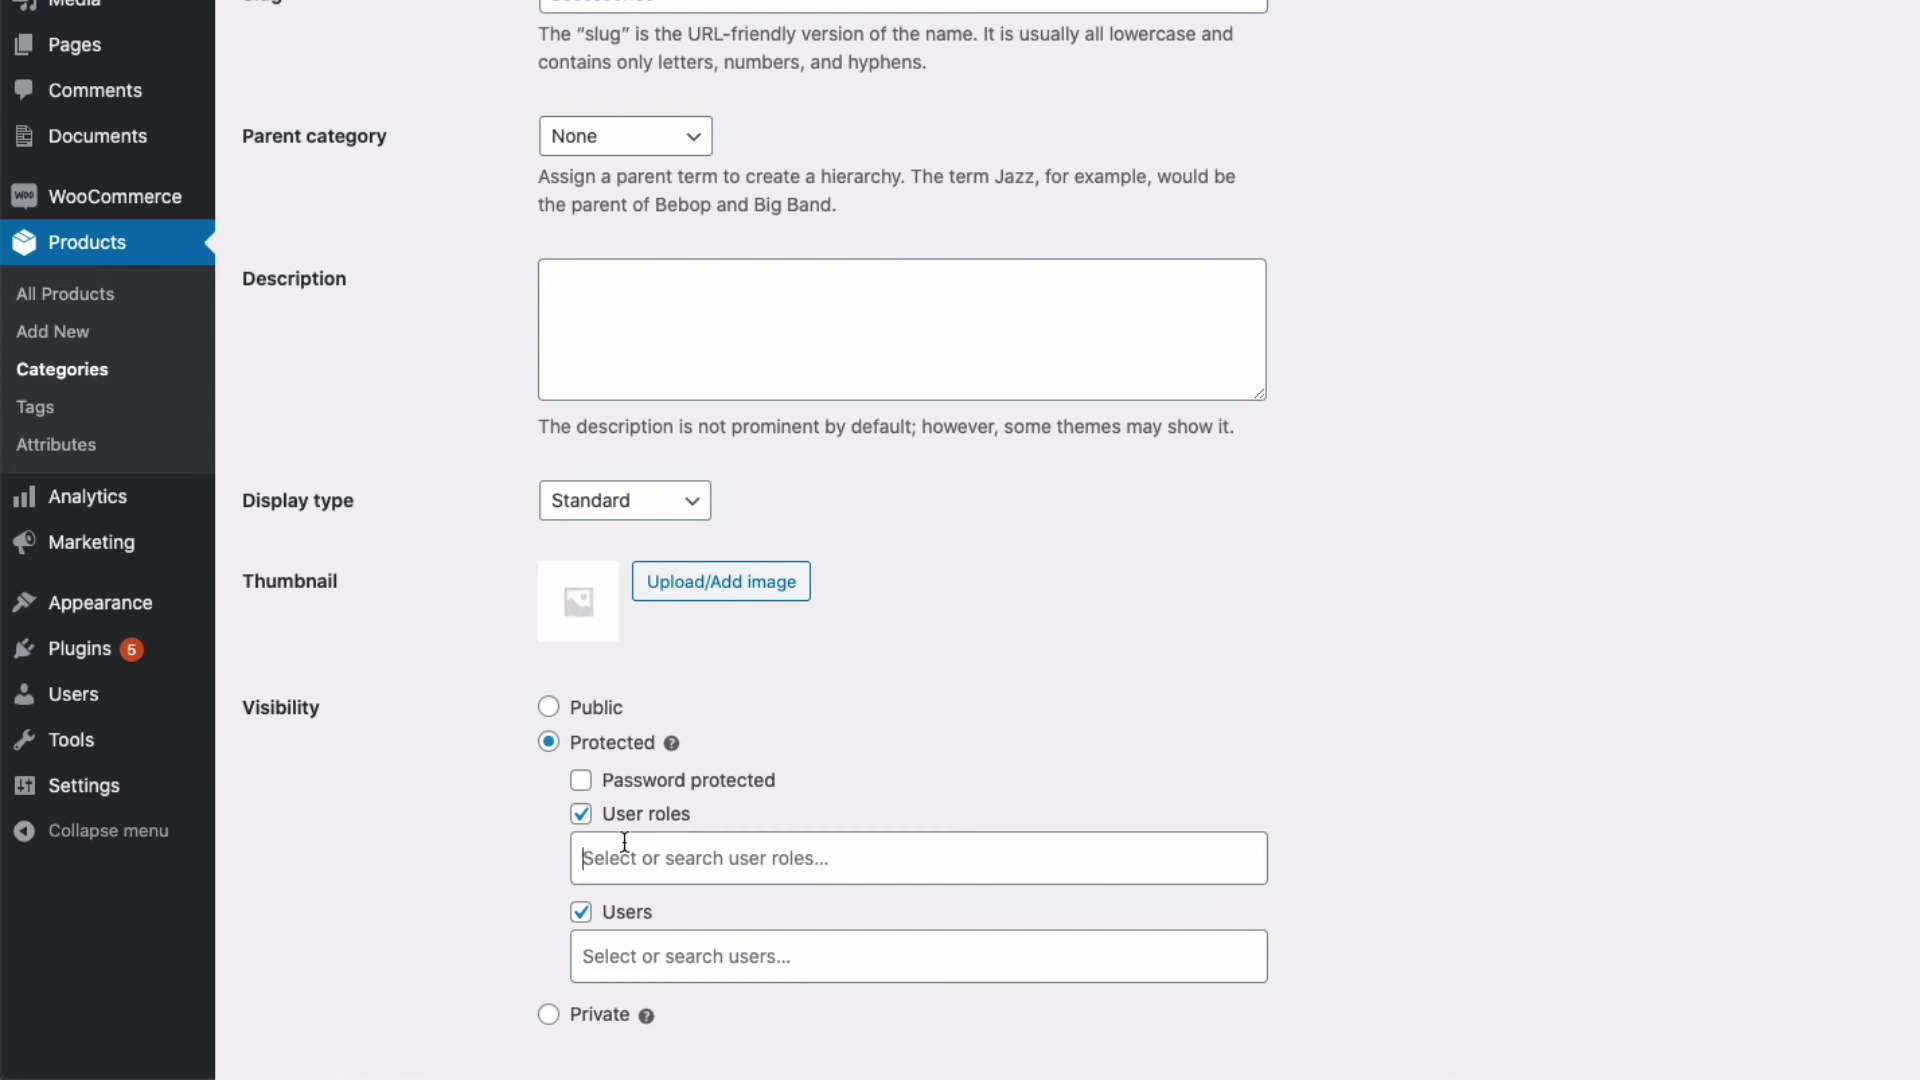 Media
Pages
Comments
Documents
WooCommerce
Products
All Products
Add New
Categories
Tags
Attributes
Analytics
Marketing
Appearance
Plugins 5
Users
Tools
Settings
Collapse menu
The “slug” is the URL-friendly version of the name. It is usually all lowercase and
contains only letters, numbers, and hyphens.
Parent category
None
Assign a parent term to create a hierarchy. The term Jazz, for example, would be
the parent of Bebop and Big Band.
Description
The description is not prominent by default; however, some themes may show it.
Display type
Standard
Thumbnail
Upload/Add image
Visibility
Public
Protected ?
Password protected
User roles
Select or search user roles...
Users
Select or search users...
Private ?